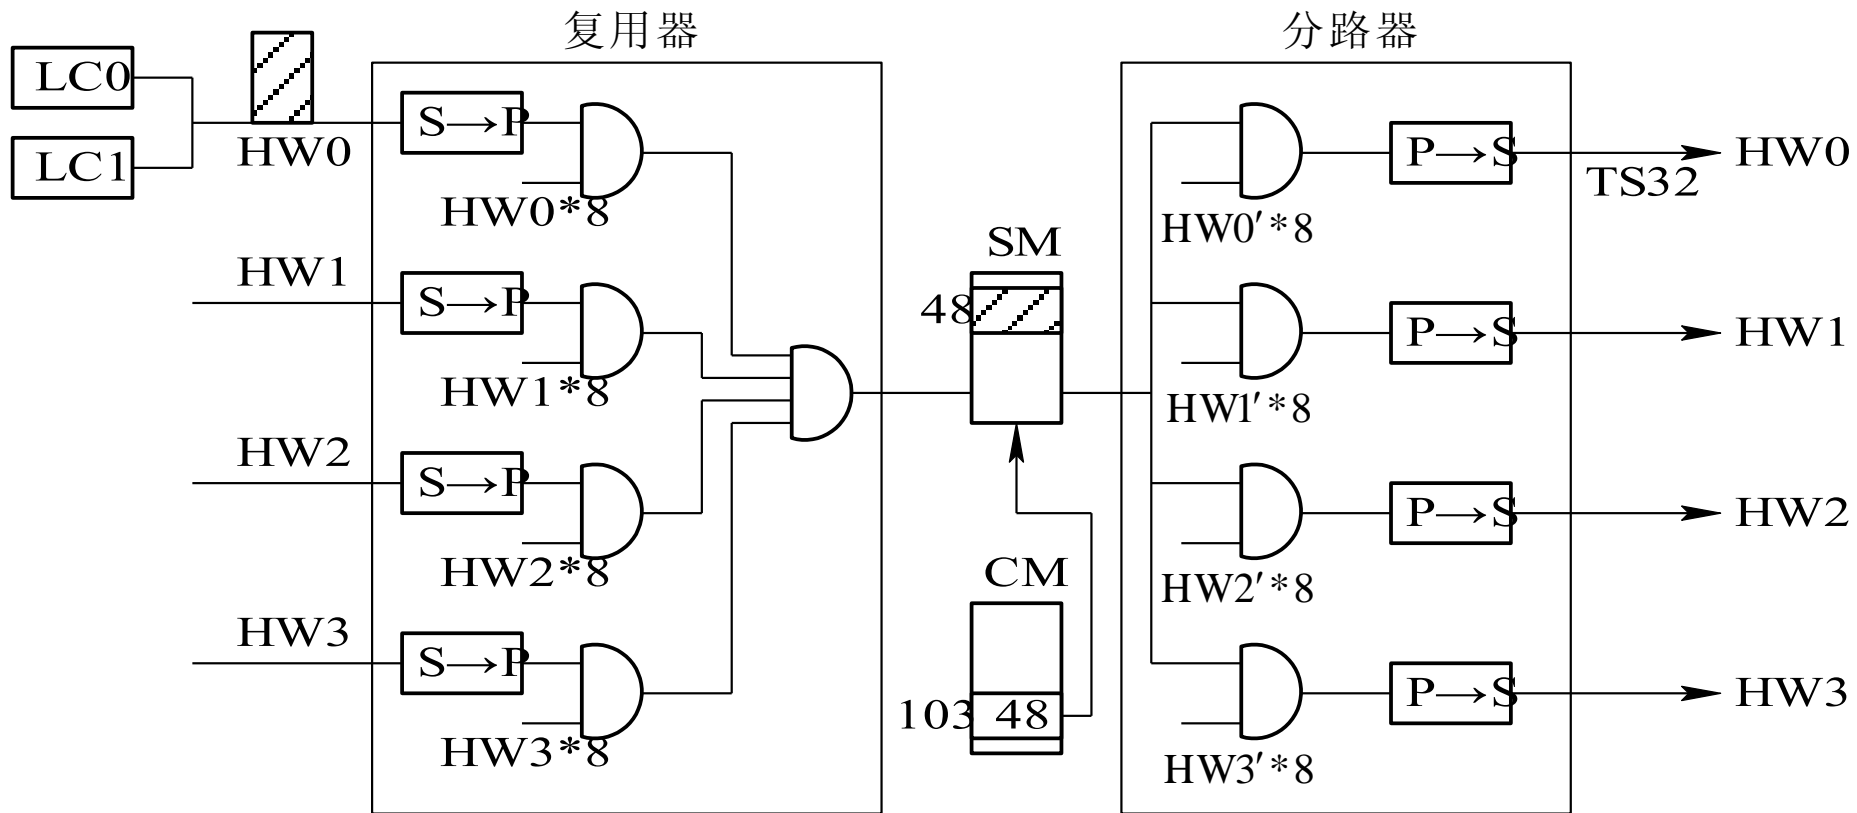 复用器
LC0
LC1
HW0
S→P
HW0*8
HW1
S→P
HW1*8
HW2
S→P
HW2*8
HW3
S→P
HW3*8
SM
48
CM
103 48
分路器
HW0′*8
P→S
TS32
HW0
HW1′*8
P→S
HW1
HW2′*8
P→S
HW2
HW3′*8
P→S
HW3